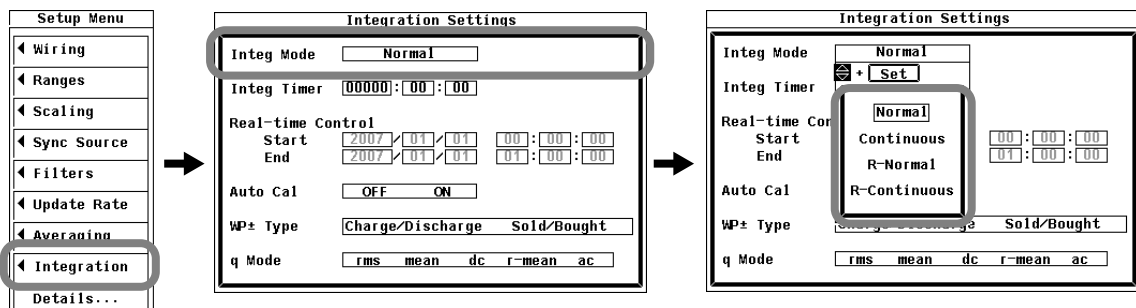 Setup Menu
Wiring
Ranges
Scaling
Sync Source
Filters
Update Rate
Averaging
Integration
Details...
Integration Settings
Integ Mode Normal
Integ Timer 00000 : 00 : 00
Real-time Control
Start 2007 / 01 / 01 00 : 00 : 00
End 2007 / 01 / 01 01 : 00 : 00
Auto Cal OFF ON
WP± Type Charge/Discharge Sold/Bought
q Mode rms mean dc r-mean ac
Integration Settings
Integ Mode Normal
+ Set
Integ Timer
Normal
Real-time Con
Start Continuous 00 : 00 : 00
End 01 : 00 : 00
R-Normal
Auto Cal R-Continuous
WP± Type Charge/Discharge Sold/Bought
q Mode rms mean dc r-mean ac